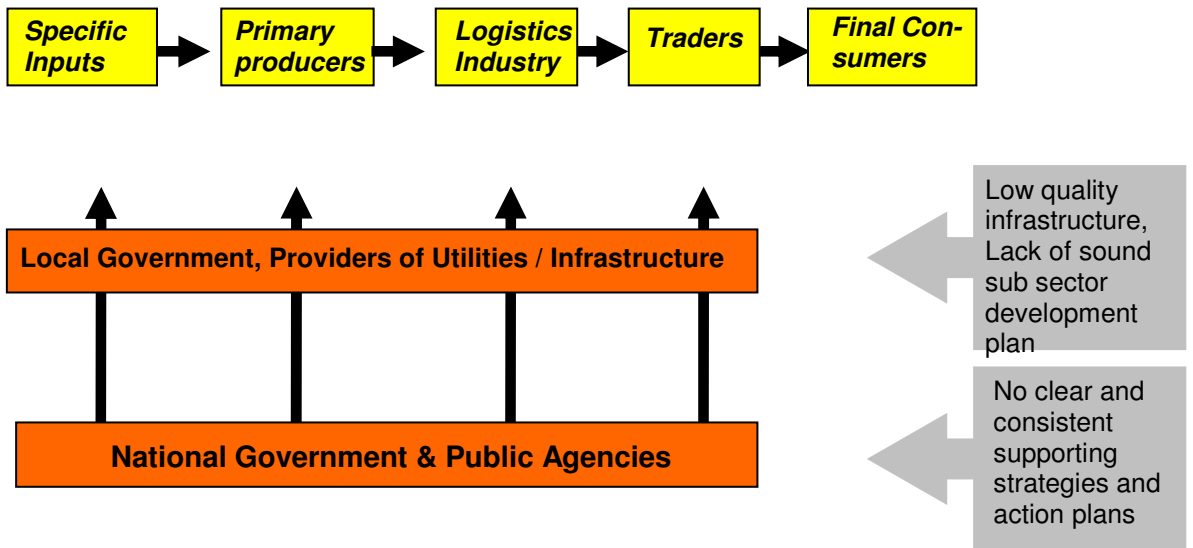 Specific
Inputs
Primary
producers
Logistics
Industry
Traders
Final Con-
sumers
Low quality
infrastructure,
Lack of sound
sub sector
development
plan
Local Government, Providers of Utilities / Infrastructure
No clear and
consistent
supporting
strategies and
action plans
National Government & Public Agencies